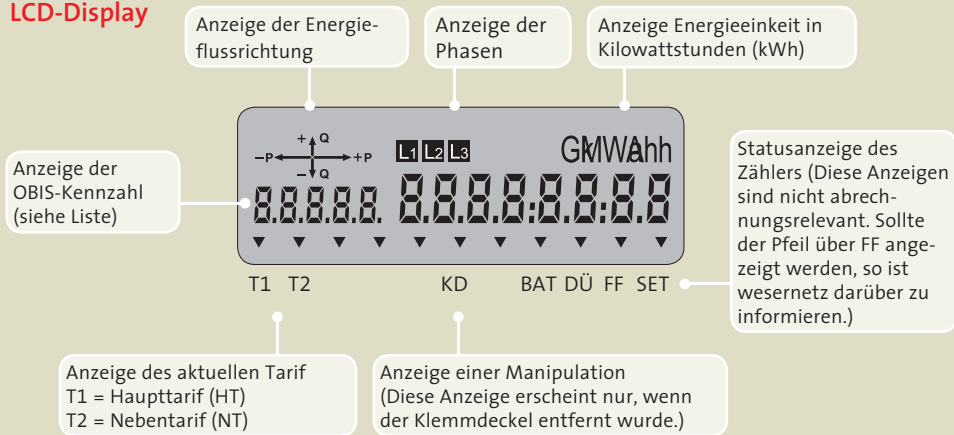 LCD-Display
Anzeige der Energie-
flussrichtung
Anzeige der
Phasen
Anzeige Energieeinkeit in
Kilowattstunden (kWh)
Anzeige der
OBIS-Kennzahl
(siehe Liste)
+ Q
-P +P
- Q
L1 L2 L3
8.8.8.8.8. 8.8.8.8:8.8:8.8
T1 T2 KD BAT DÜ FF SET
Statusanzeige des
Zählers (Diese Anzeigen
sind nicht abrech-
nungsrelevant. Sollte
der Pfeil über FF ange-
zeigt werden, so ist
wesernetz darüber zu
informieren.)
Anzeige des aktuellen Tarif
T1 = Haupttarif (HT)
T2 = Nebentarif (NT)
Anzeige einer Manipulation
(Diese Anzeige erscheint nur, wenn
der Klemmdeckel entfernt wurde.)